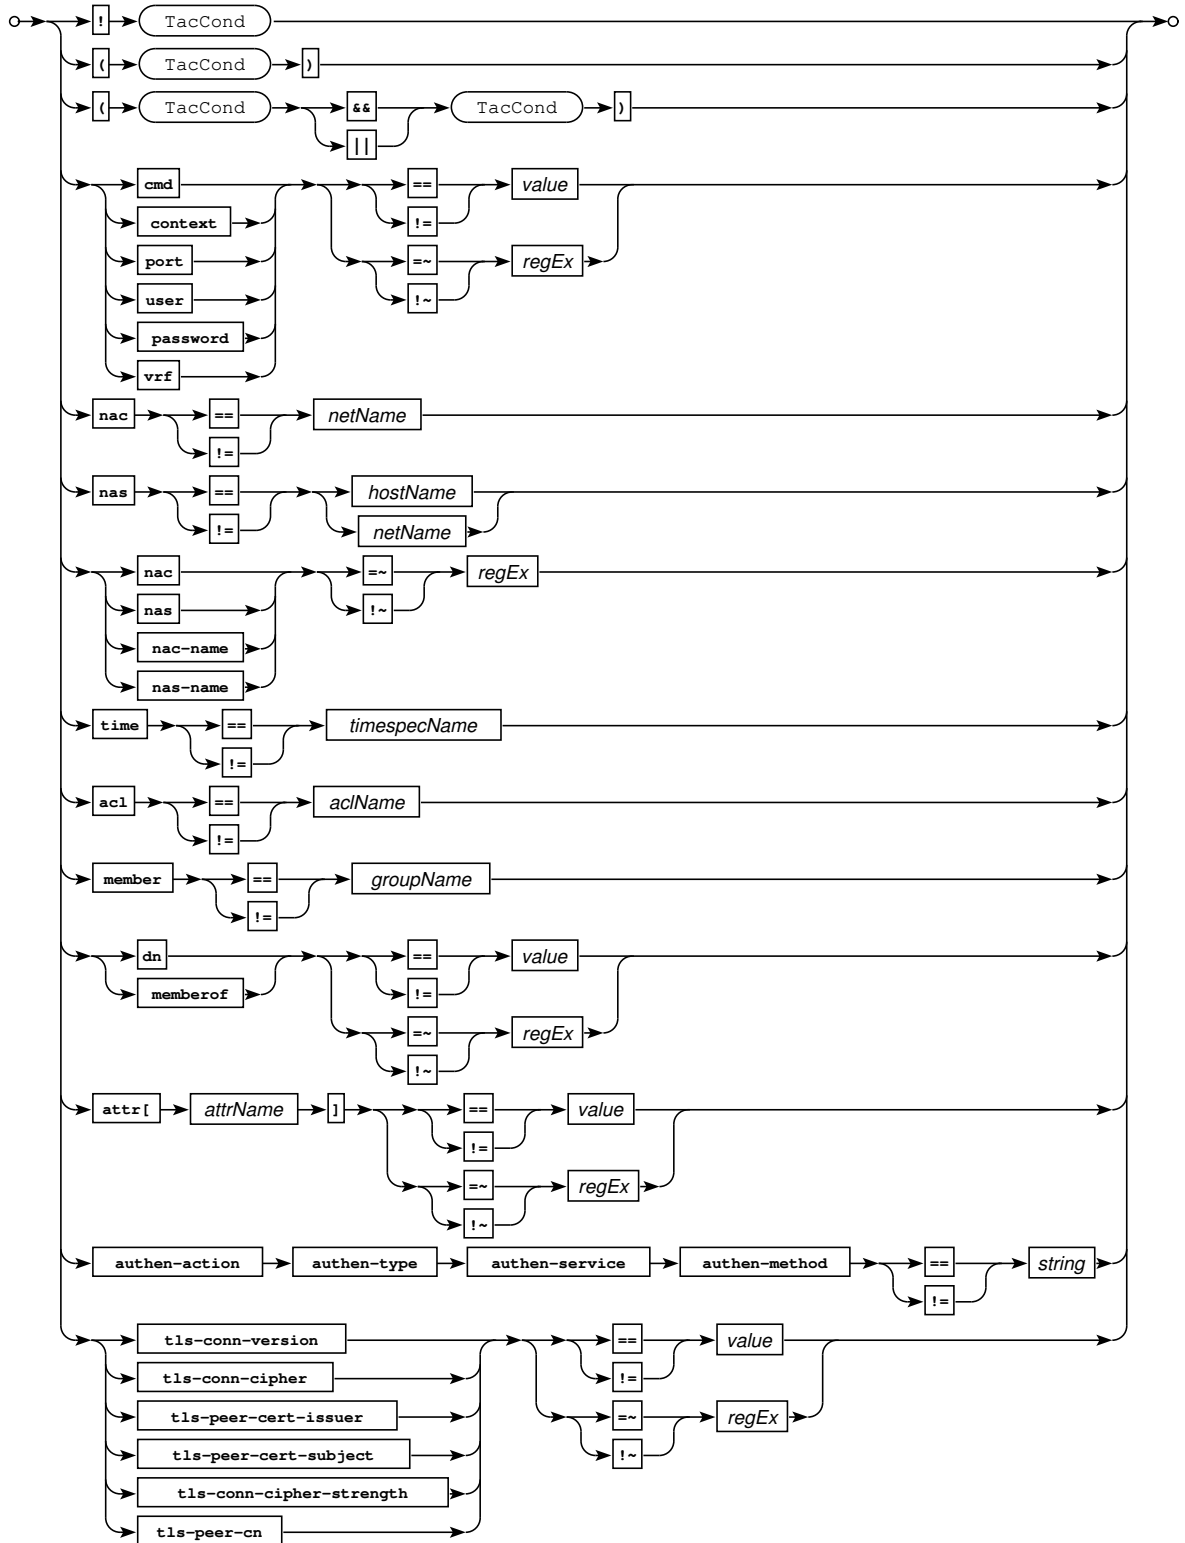 ! TacCond
( TacCond )
( TacCond && TacCond )
||
cmd == value
context !=
port =~ regEx
user !~
password
vrf
nac == netName
!=
nas == hostName
!= netName
nac =~ regEx
nas !~
nac-name
nas-name
time == timespecName
!=
acl == aclName
!=
member == groupName
!=
dn == value
memberof !=
=~ regEx
!~
attr[ attrName ] == value
!=
=~ regEx
!~
authen-action authen-type authen-service authen-method == string
!=
tls-conn-version == value
tls-conn-cipher !=
tls-peer-cert-issuer =~ regEx
tls-peer-cert-subject !~
tls-conn-cipher-strength
tls-peer-cn